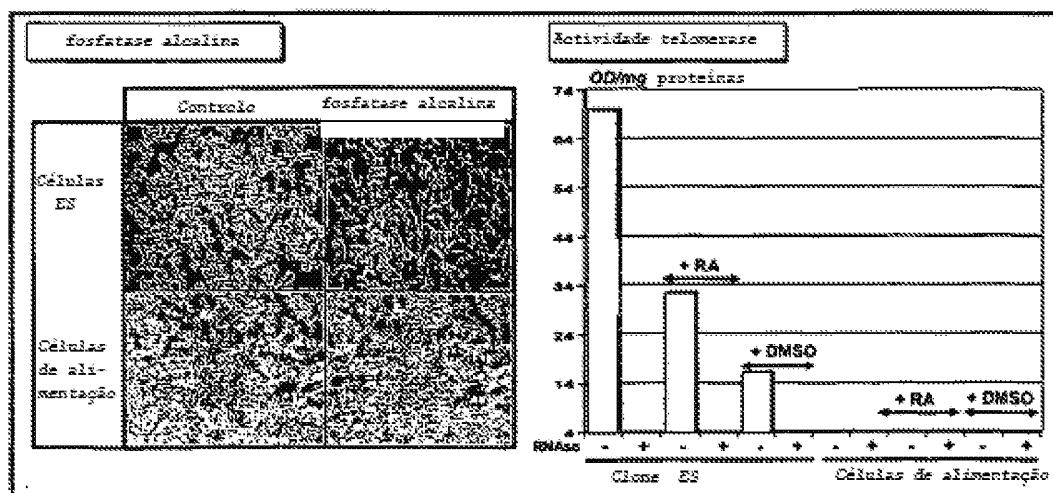 fosfatase alcalina
Controlo
fosfatase alcalina
Células
ES
Células
de ali-
mentação
Actividade telomerase
OD/mg proteínas
74
64
54
44
34
24
14
4
+ RA
+ DMSO
+ RA
+ DMSO
RNAse - + - + - + - + - + - +
Clone ES
Células de alimentação